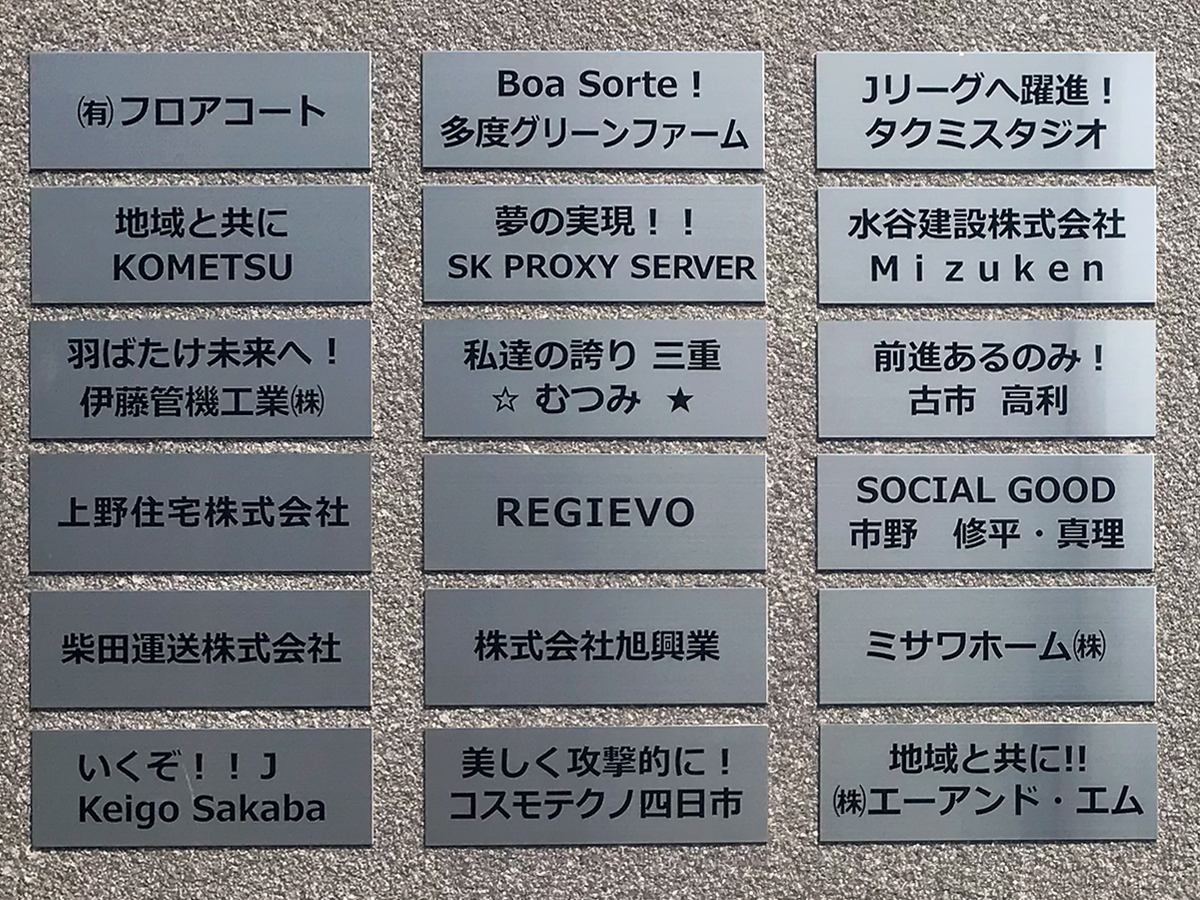 ㈲フロアコート
Boa Sorte！
多度グリーンファーム
Jリーグへ躍進！
タクミスタジオ
地域と共に
KOMETSU
夢の実現！！
SK PROXY SERVER
水谷建設株式会社
Ｍｉｚｕｋｅｎ
羽ばたけ未来へ！
伊藤管機工業㈱
私達の誇り 三重
☆ むつみ ★
前進あるのみ！
古市 高利
上野住宅株式会社
REGIEVO
SOCIAL GOOD
市野　修平・真理
柴田運送株式会社
株式会社旭興業
ミサワホーム㈱
いくぞ！！J
Keigo Sakaba
美しく攻撃的に！
コスモテクノ四日市
地域と共に!!
㈱エーアンド・エム